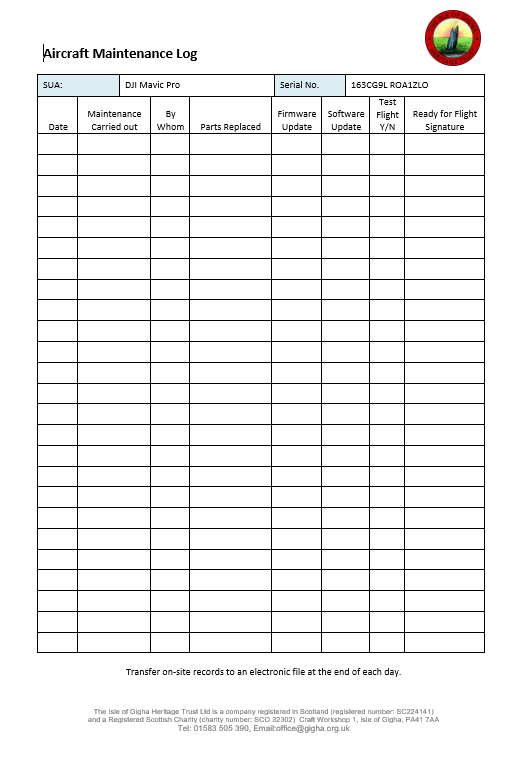 Aircraft Maintenance Log
SUA: DJI Mavic Pro Serial No. 163CG9L ROA1ZLO
Date Maintenance Carried out By Whom Parts Replaced Firmware Update Software Update Test Flight Y/N Ready for Flight Signature
Transfer on-site records to an electronic file at the end of each day.
The Isle of Gigha Heritage Trust Ltd is a company registered in Scotland (registered number: SC224141)
and a Registered Scottish Charity (charity number: SCO 32302). Craft Workshop 1, Isle of Gigha, PA41 7AA
Tel: 01583 505 390, Email:office@gigha.org.uk